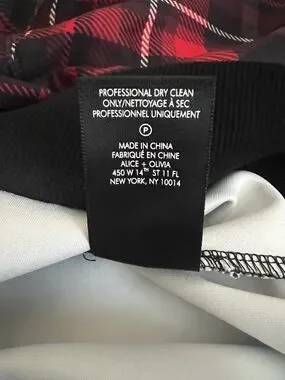 PROFESSIONAL DRY CLEAN
ONLY/NETTOYAGE À SEC
PROFESSIONNEL UNIQUEMENT
P
MADE IN CHINA
FABRIQUÉ EN CHINE
ALICE + OLIVIA
450 W 14TH ST 11 FL
NEW YORK, NY 10014